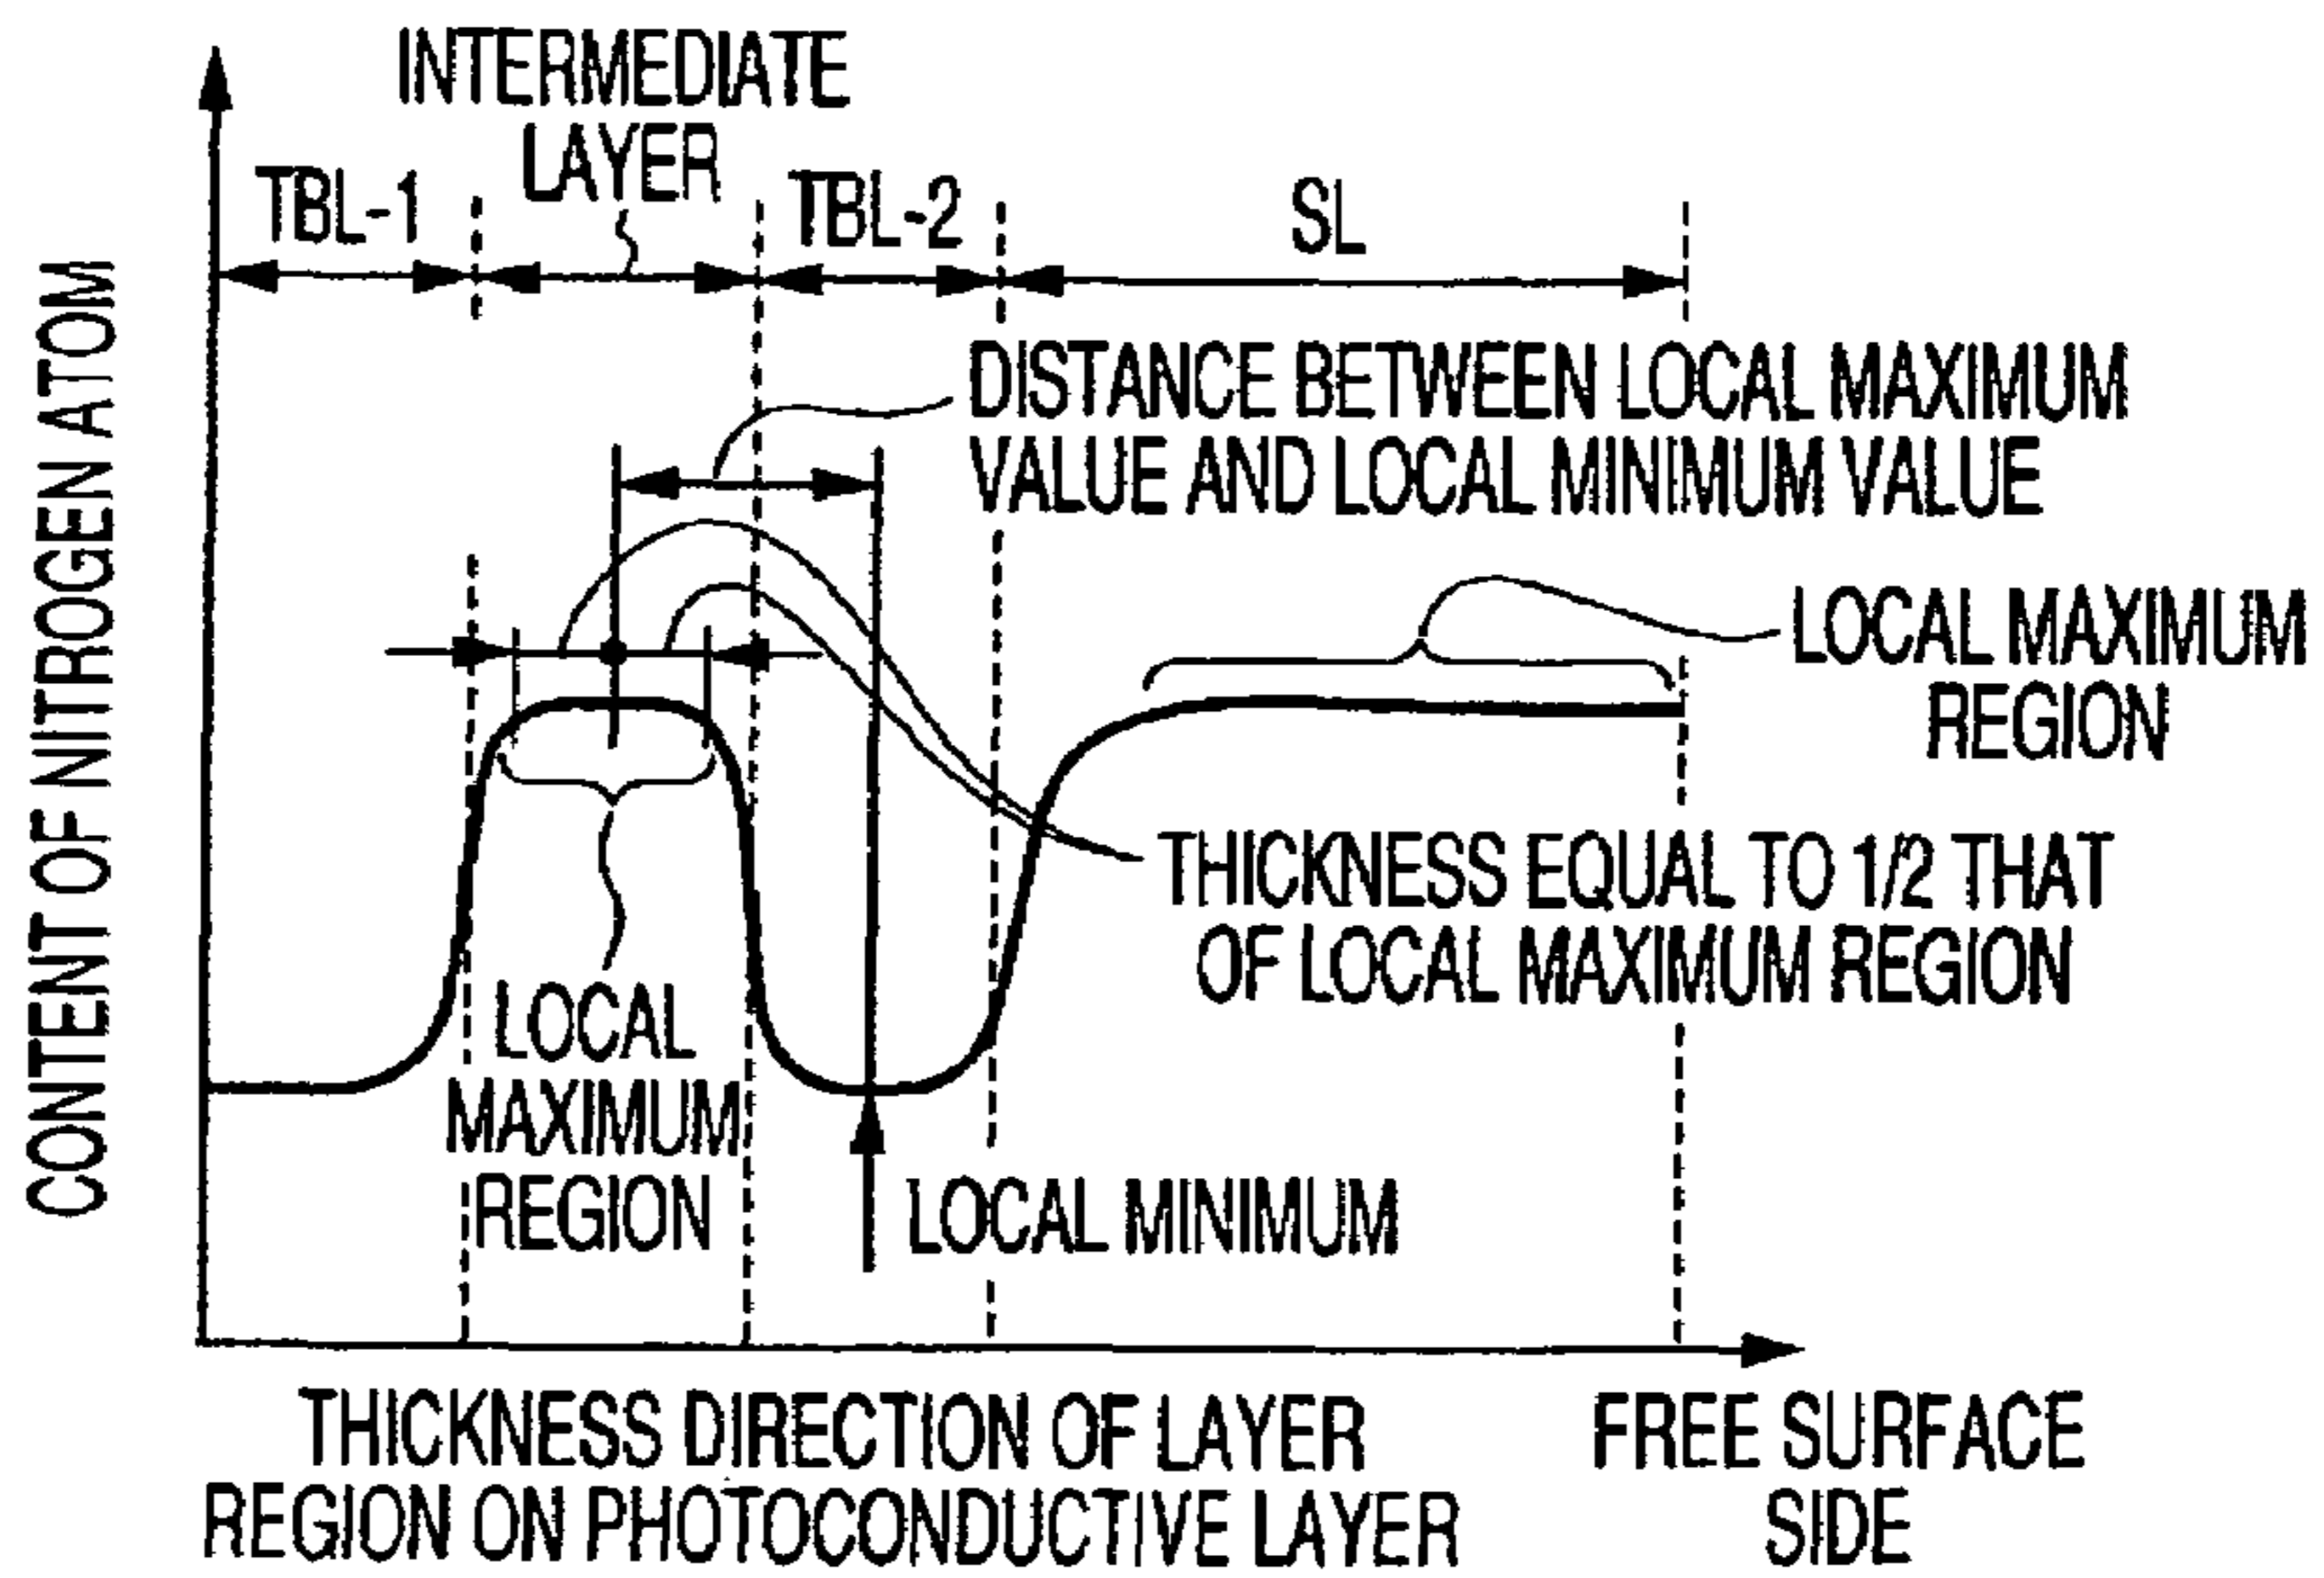 INTERMEDIATE
LAYER
TBL-1
TBL-2
SL
CONTENT OF NITROGEN ATOM
DISTANCE BETWEEN LOCAL MAXIMUM
VALUE AND LOCAL MINIMUM VALUE
LOCAL MAXIMUM
REGION
THICKNESS EQUAL TO 1/2 THAT
OF LOCAL MAXIMUM REGION
LOCAL
MAXIMUM
REGION
LOCAL MINIMUM
THICKNESS DIRECTION OF LAYER
REGION ON PHOTOCONDUCTIVE LAYER
FREE SURFACE
SIDE